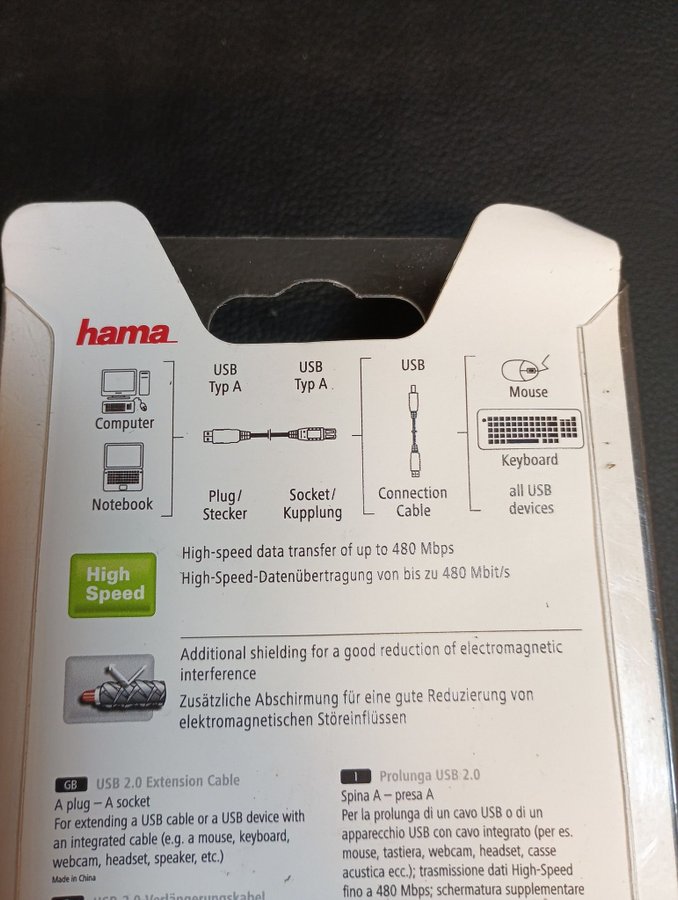 hama
USB
Typ A
USB
Typ A
USB
Computer
Notebook
Plug/
Stecker
Socket/
Kupplung
Connection
Cable
Mouse
Keyboard
all USB
devices
High
Speed
High-speed data transfer of up to 480 Mbps
High-Speed-Datenübertragung von bis zu 480 Mbit/s
Additional shielding for a good reduction of electromagnetic
interference
Zusätzliche Abschirmung für eine gute Reduzierung von
elektromagnetischen Störeinflüssen
GB USB 2.0 Extension Cable
A plug – A socket
For extending a USB cable or a USB device with
an integrated cable (e.g. a mouse, keyboard,
webcam, headset, speaker, etc.)
Made in China
USB 2.0 Verlängerungskabel
I Prolunga USB 2.0
Spina A – presa A
Per la prolunga di un cavo USB o di un
apparecchio USB con cavo integrato (per es.
mouse, tastiera, webcam, headset, casse
acustica ecc.); trasmissione dati High-Speed
fino a 480 Mbps; schermatura supplementare